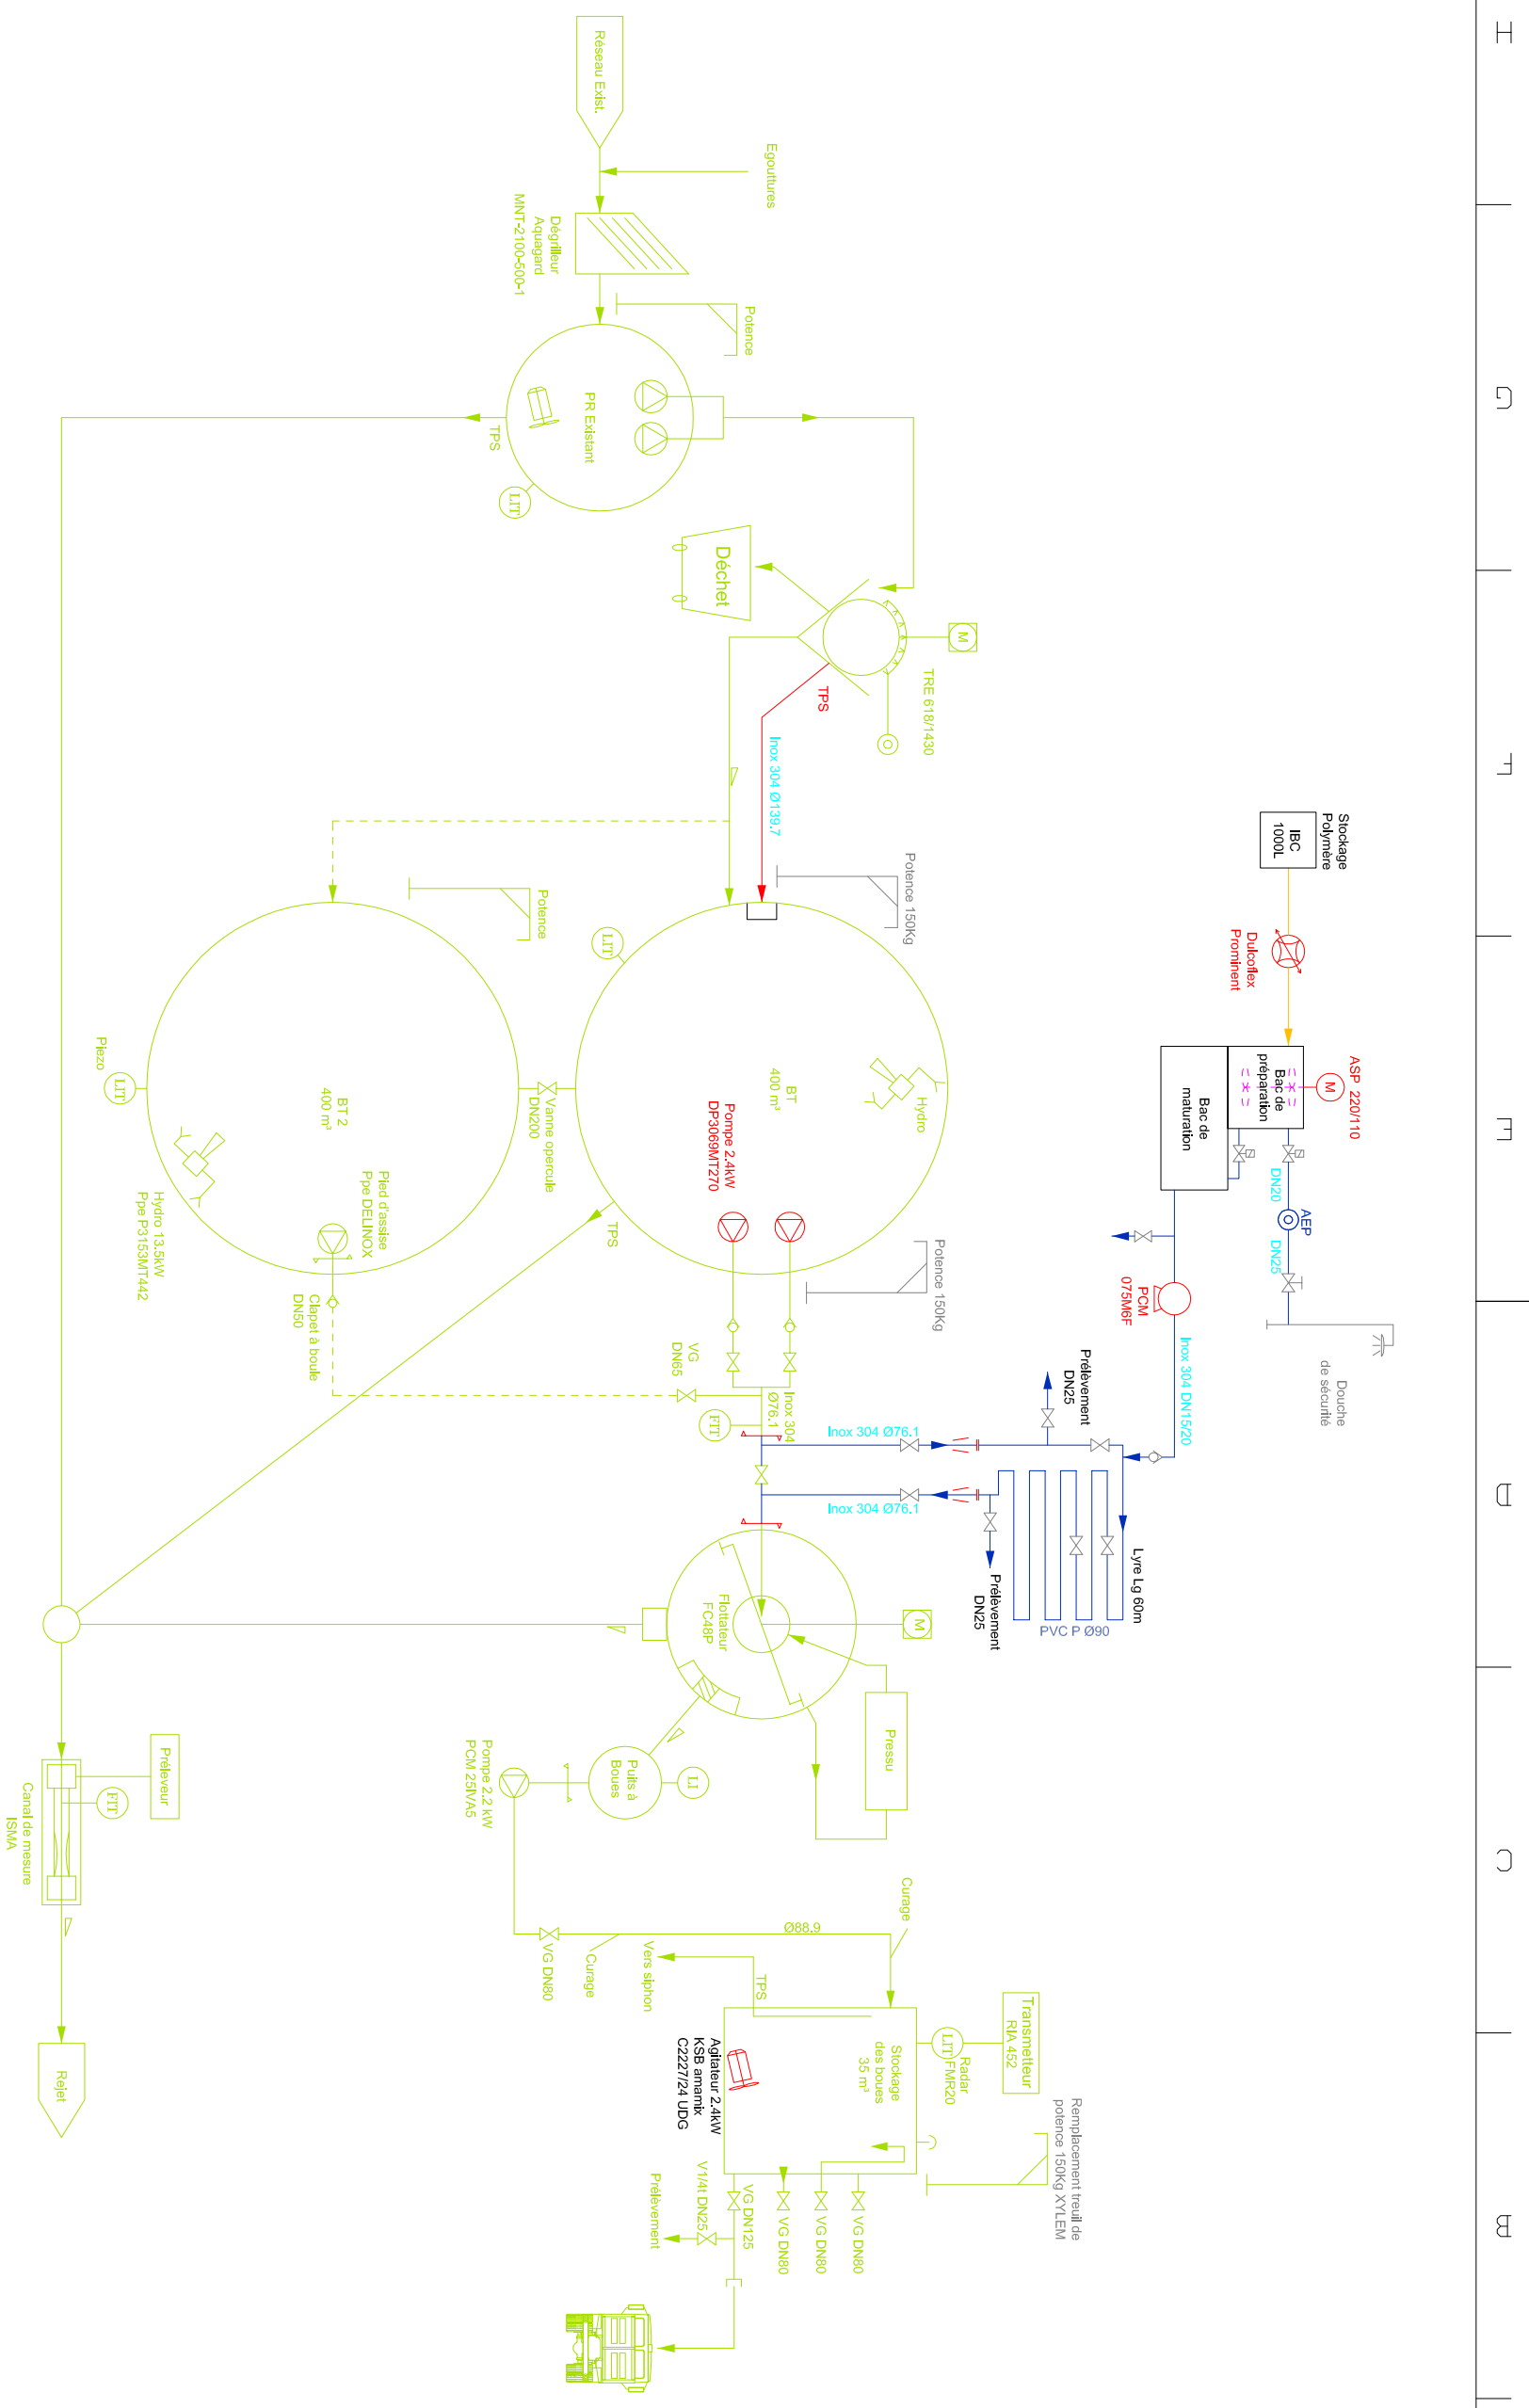 H
G
F
E
D
C
B
Réseau Exist.
Egouttures
Dégrilleur
Aquagard
MNT-2100-500-1
Potence
PR Existant
TPS
LIT
Déchet
M
TRE 618/1430
TPS
Inox 304 Ø139.7
Potence 150Kg
Potence
LIT
BT
400 m³
Hydro
Pompe 2.4kW
DP3069MT270
Piezo
LIT
BT 2
400 m³
Vanne opercule
DN200
Pied d'assise
Ppe DELINOX
Hydro 13.5kW
Ppe P3153MT442
Clapet à boule
DN50
TPS
Potence 150Kg
VG
DN65
Inox 304
Ø76.1
FIT
Stockage
Polymère
IBC
1000L
Dulcoflex
Prominent
ASP 220/110
M
Bac de
préparation
Bac de
maturation
DN20
AEP
DN25
PCM
075M6F
Inox 304 DN15/20
Douche
de sécurité
Prélèvement
DN25
Inox 304 Ø76.1
Inox 304 Ø76.1
Lyre Lg 60m
PVC P Ø90
Prélèvement
DN25
M
Flottateur
FC48P
Pressu
Puits à
Boues
LI
Pompe 2.2 kW
PCM 25IVA5
Préleveur
FIT
Canal de mesure
ISMA
VG DN80
Curage
Ø88.9
Curage
Vers siphon
TPS
Transmetteur
RIA 452
LIT
Radar
FMR20
Stockage
des boues
35 m³
Agitateur 2.4kW
KSB amamix
C2227/24 UDG
Remplacement treuil de
potence 150Kg XYLEM
VG DN80
VG DN80
VG DN80
VG DN125
V1/4t DN25
Prélèvement
Rejet